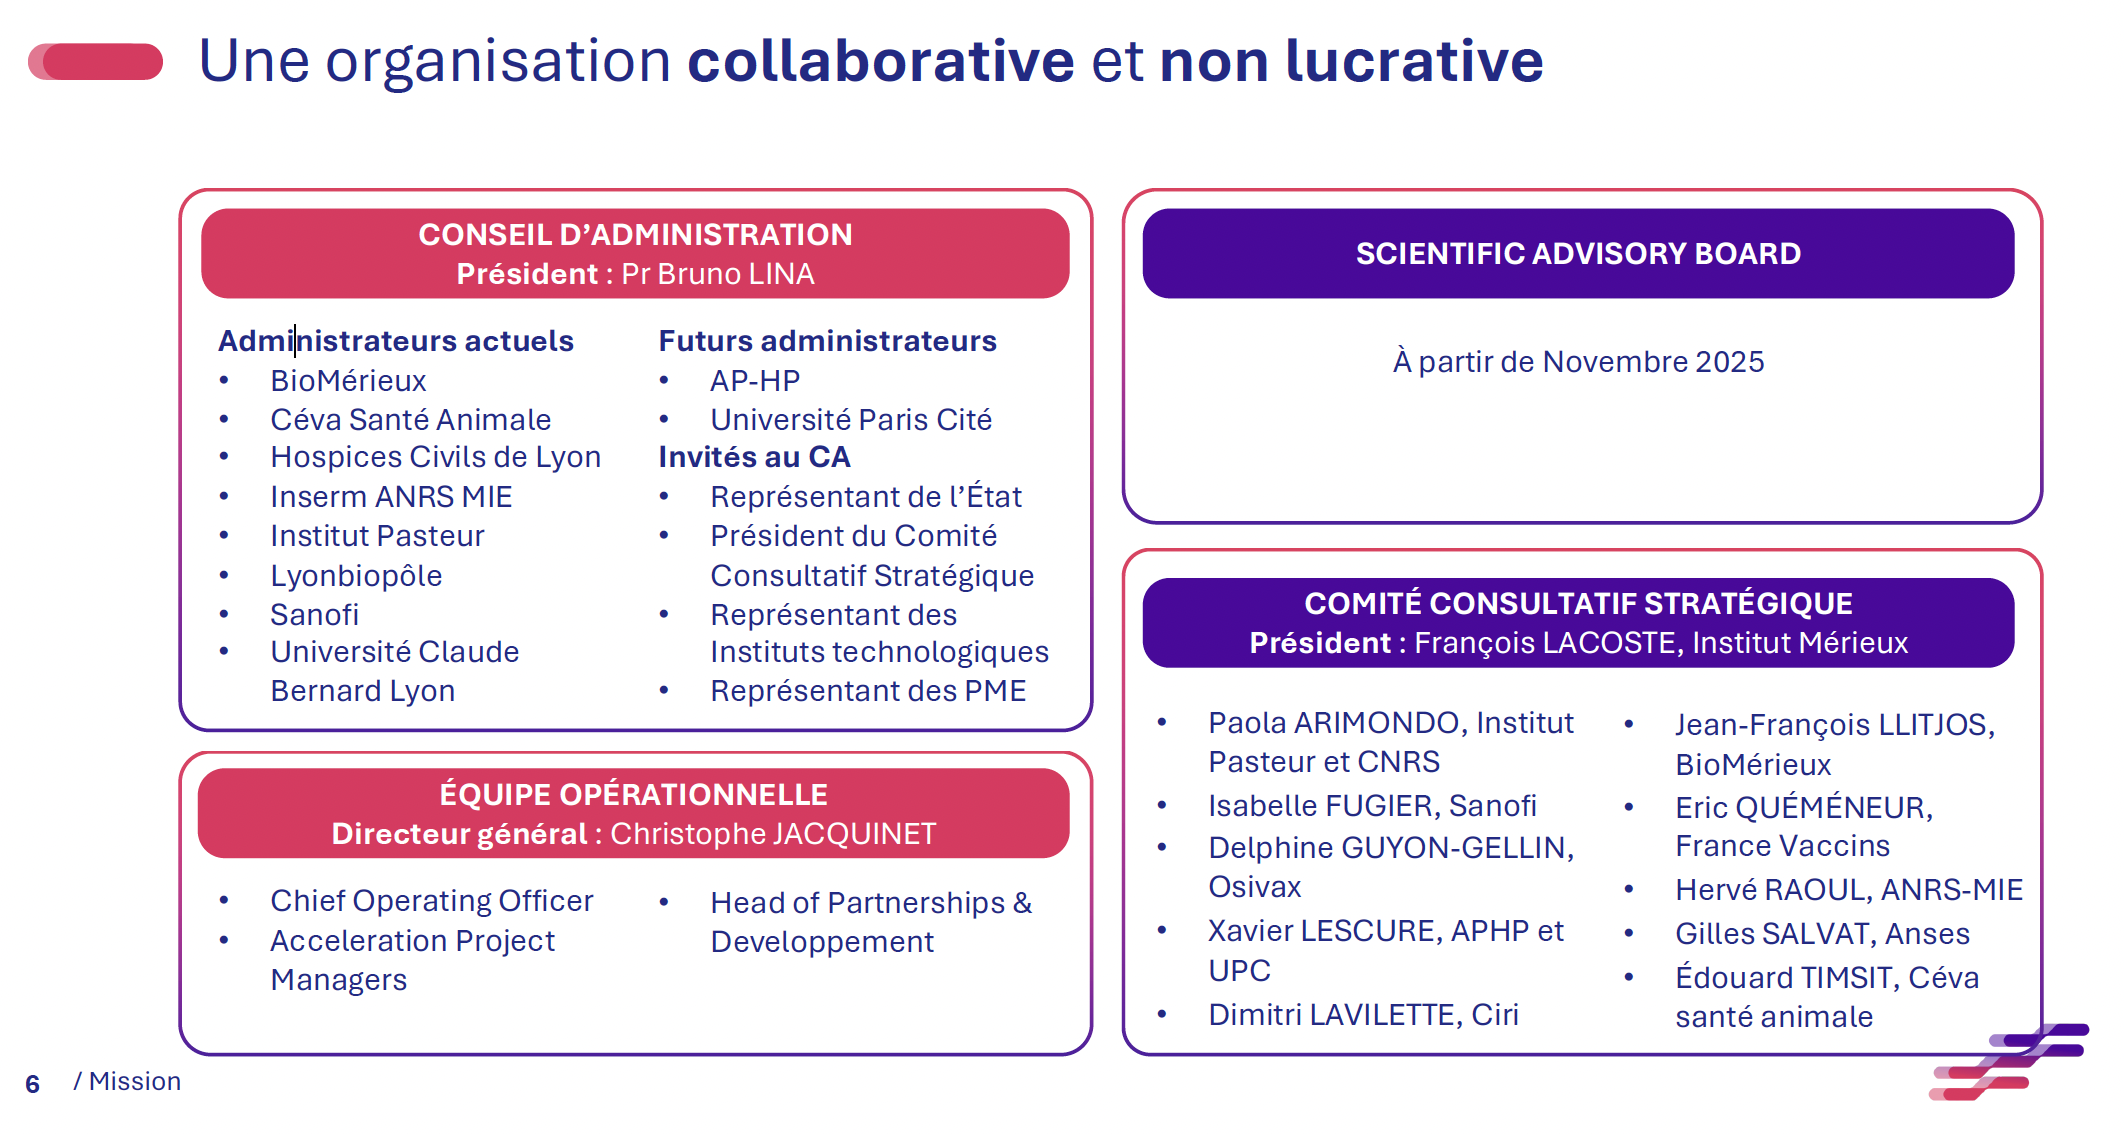 Une organisation collaborative et non lucrative
CONSEIL D’ADMINISTRATION
Président : Pr Bruno LINA
Administrateurs actuels
• BioMérieux
• Céva Santé Animale
• Hospices Civils de Lyon
• Inserm ANRS MIE
• Institut Pasteur
• Lyonbiopôle
• Sanofi
• Université Claude
Bernard Lyon
Futurs administrateurs
• AP-HP
• Université Paris Cité
Invités au CA
• Représentant de l’État
• Président du Comité
Consultatif Stratégique
• Représentant des
Instituts technologiques
• Représentant des PME
ÉQUIPE OPÉRATIONNELLE
Directeur général : Christophe JACQUINET
• Chief Operating Officer
• Acceleration Project
Managers
• Head of Partnerships &
Developpement
SCIENTIFIC ADVISORY BOARD
À partir de Novembre 2025
COMITÉ CONSULTATIF STRATÉGIQUE
Président : François LACOSTE, Institut Mérieux
• Paola ARIMONDO, Institut
Pasteur et CNRS
• Isabelle FUGIER, Sanofi
• Delphine GUYON-GELLIN,
Osivax
• Xavier LESCURE, APHP et
UPC
• Dimitri LAVILETTE, Ciri
• Jean-François LLITJOS,
BioMérieux
• Eric QUÉMÉNEUR,
France Vaccins
• Hervé RAOUL, ANRS-MIE
• Gilles SALVAT, Anses
• Édouard TIMSIT, Céva
santé animale
6 / Mission